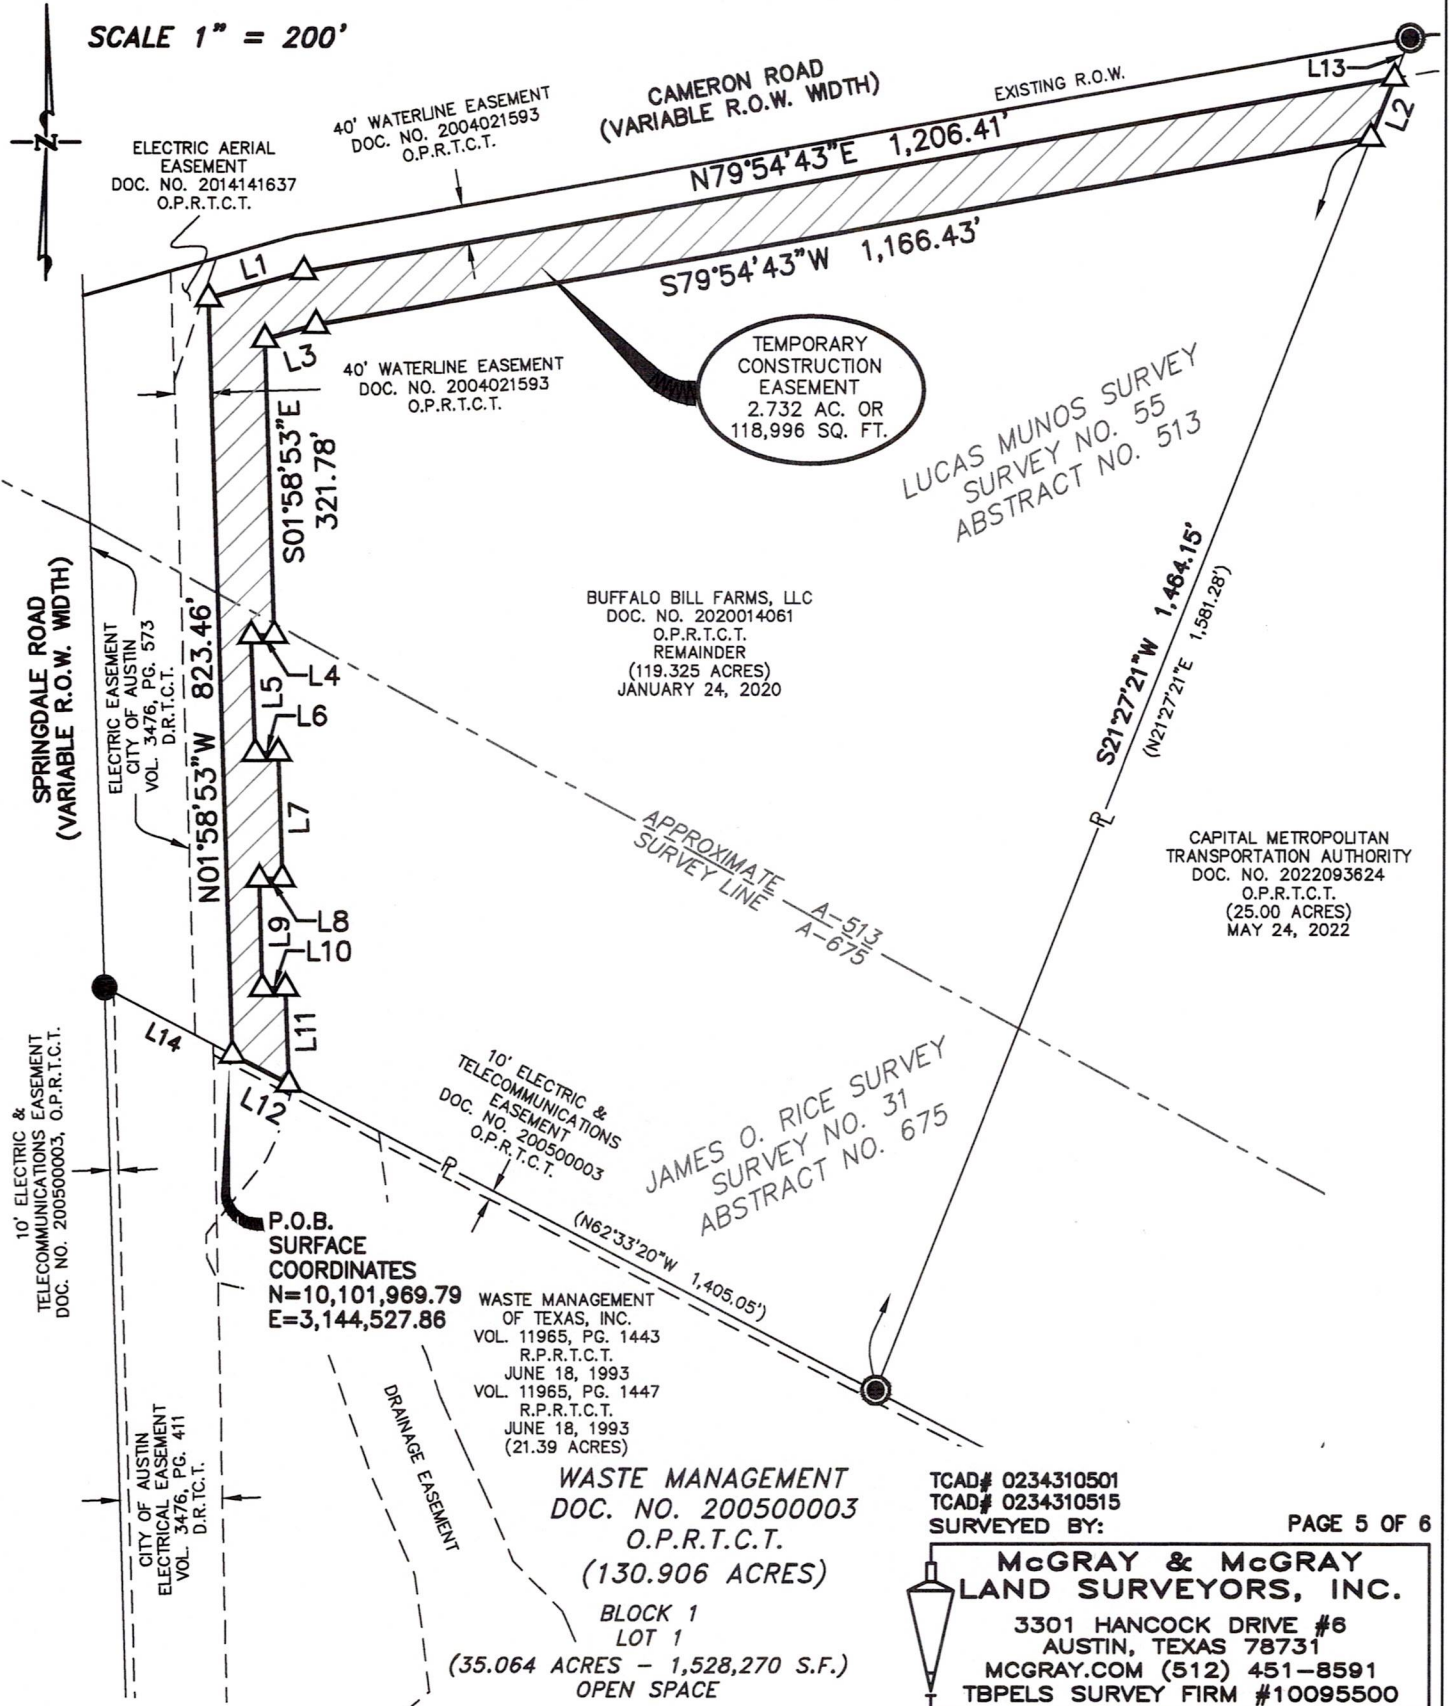 SCALE 1" = 200'
N
ELECTRIC AERIAL
EASEMENT
DOC. NO. 2014141637
O.P.R.T.C.T.
40' WATERLINE EASEMENT
DOC. NO. 2004021593
O.P.R.T.C.T.
CAMERON ROAD
(VARIABLE R.O.W. WIDTH)
EXISTING R.O.W.
L13
L2
N79°54'43"E 1,206.41'
S79°54'43"W 1,166.43'
L1
L3
40' WATERLINE EASEMENT
DOC. NO. 2004021593
O.P.R.T.C.T.
TEMPORARY
CONSTRUCTION
EASEMENT
2.732 AC. OR
118,996 SQ. FT.
LUCAS MUNOS SURVEY
SURVEY NO. 55
ABSTRACT NO. 513
S01°58'53"E
321.78'
SPRINGDALE ROAD
(VARIABLE R.O.W. WIDTH)
ELECTRIC EASEMENT
CITY OF AUSTIN
VOL. 3476, PG. 573
D.R.T.C.T.
N01°58'53"W 823.46'
L4
L5
L6
L7
L8
L9
L10
L11
BUFFALO BILL FARMS, LLC
DOC. NO. 2020014061
O.P.R.T.C.T.
REMAINDER
(119.325 ACRES)
JANUARY 24, 2020
S21°27'21"W 1,464.15'
(N21°27'21"E 1,581.28')
PL
APPROXIMATE
SURVEY LINE
A-513
A-675
CAPITAL METROPOLITAN
TRANSPORTATION AUTHORITY
DOC. NO. 2022093624
O.P.R.T.C.T.
(25.00 ACRES)
MAY 24, 2022
L14
L12
10' ELECTRIC &
TELECOMMUNICATIONS EASEMENT
DOC. NO. 200500003, O.P.R.T.C.T.
10' ELECTRIC &
TELECOMMUNICATIONS
EASEMENT
DOC. NO. 200500003
O.P.R.T.C.T.
JAMES O. RICE SURVEY
SURVEY NO. 31
ABSTRACT NO. 675
PL
(N62°33'20"W 1,405.05')
P.O.B.
SURFACE
COORDINATES
N=10,101,969.79
E=3,144,527.86
WASTE MANAGEMENT
OF TEXAS, INC.
VOL. 11965, PG. 1443
R.P.R.T.C.T.
JUNE 18, 1993
VOL. 11965, PG. 1447
R.P.R.T.C.T.
JUNE 18, 1993
(21.39 ACRES)
DRAINAGE EASEMENT
CITY OF AUSTIN
ELECTRICAL EASEMENT
VOL. 3476, PG. 411
D.R.TC.T.
WASTE MANAGEMENT
DOC. NO. 200500003
O.P.R.T.C.T.
(130.906 ACRES)
BLOCK 1
LOT 1
(35.064 ACRES - 1,528,270 S.F.)
OPEN SPACE
TCAD# 0234310501
TCAD# 0234310515
SURVEYED BY:
PAGE 5 OF 6
McGRAY & McGRAY
LAND SURVEYORS, INC.
3301 HANCOCK DRIVE #6
AUSTIN, TEXAS 78731
MCGRAY.COM (512) 451-8591
TBPELS SURVEY FIRM #10095500